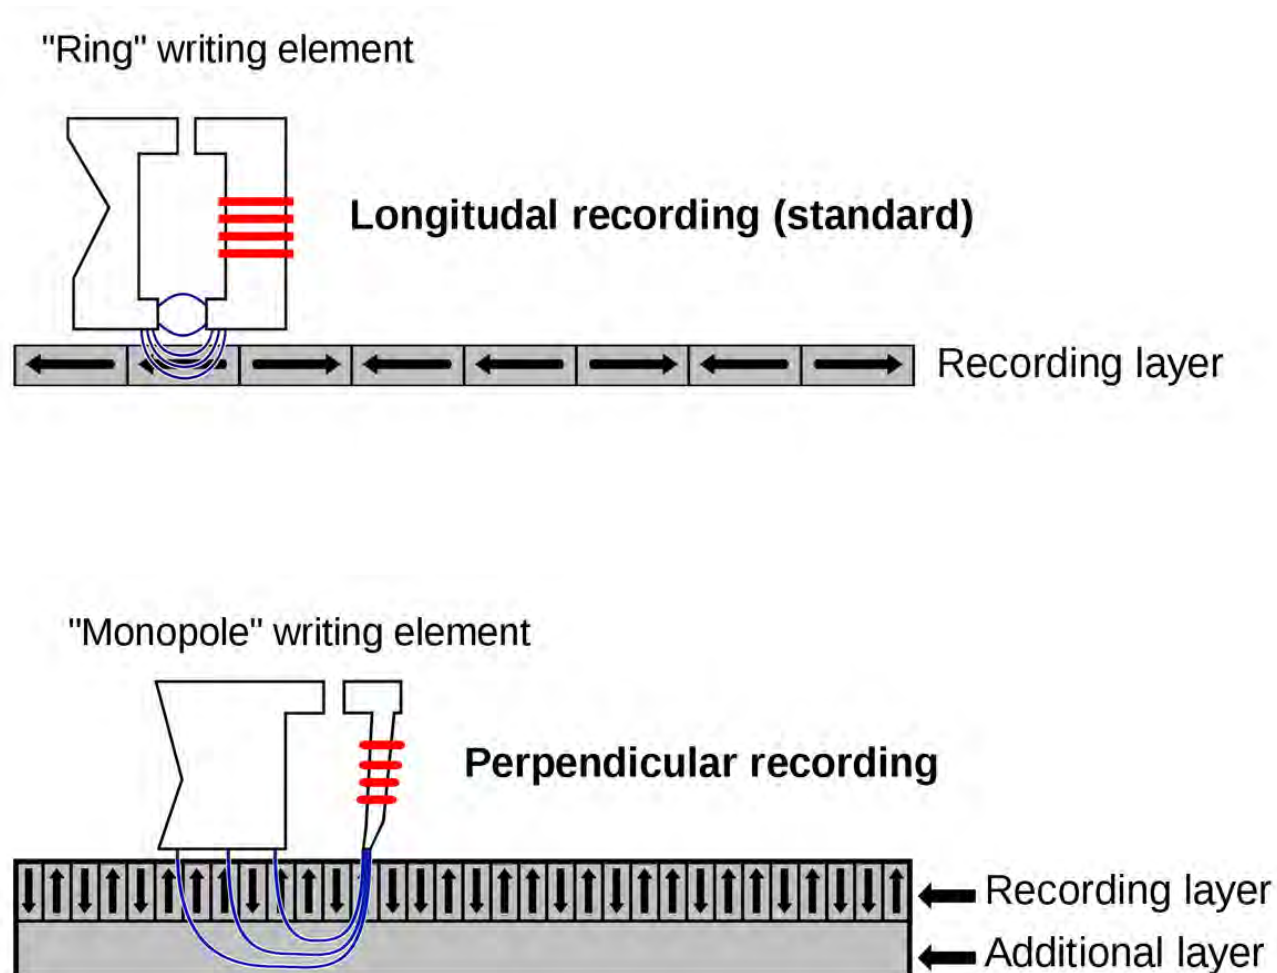 "Ring" writing element
Longitudal recording (standard)
Recording layer
"Monopole" writing element
Perpendicular recording
Recording layer
Additional layer